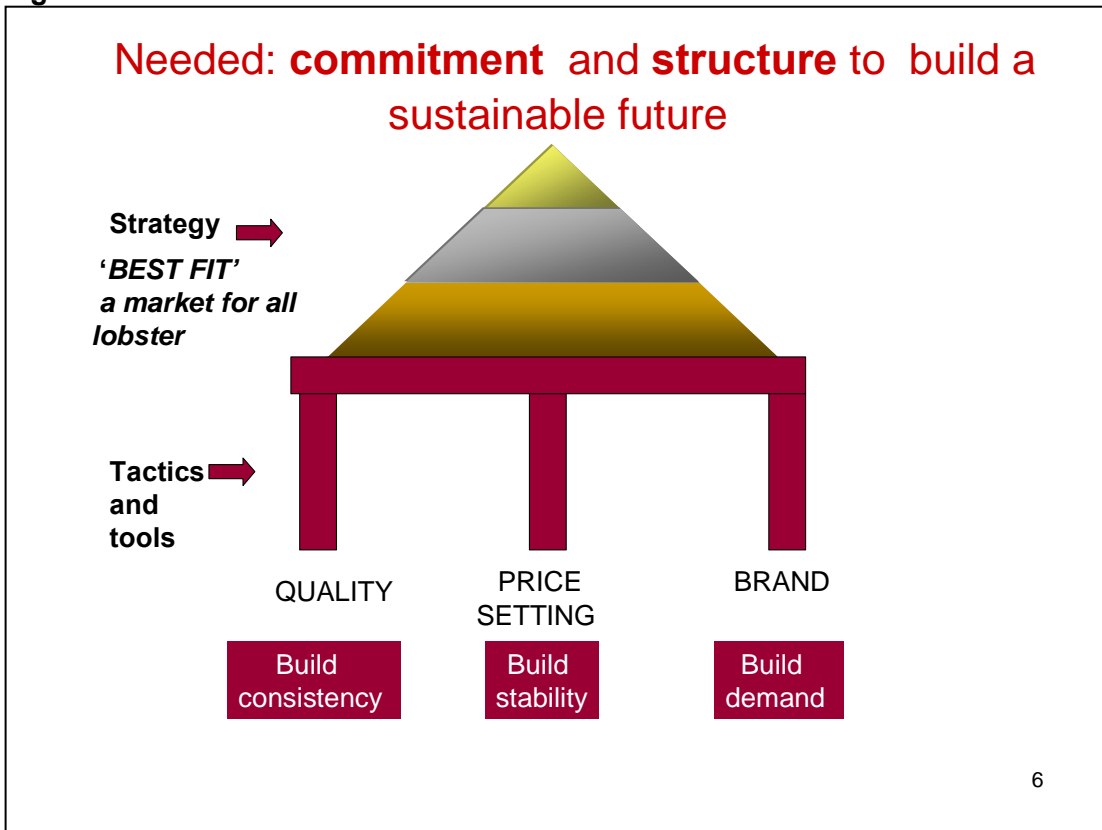 Needed: commitment and structure to build a
sustainable future
Strategy
‘BEST FIT’
a market for all
lobster
Tactics
and
tools
QUALITY
PRICE
SETTING
BRAND
Build
consistency
Build
stability
Build
demand
6